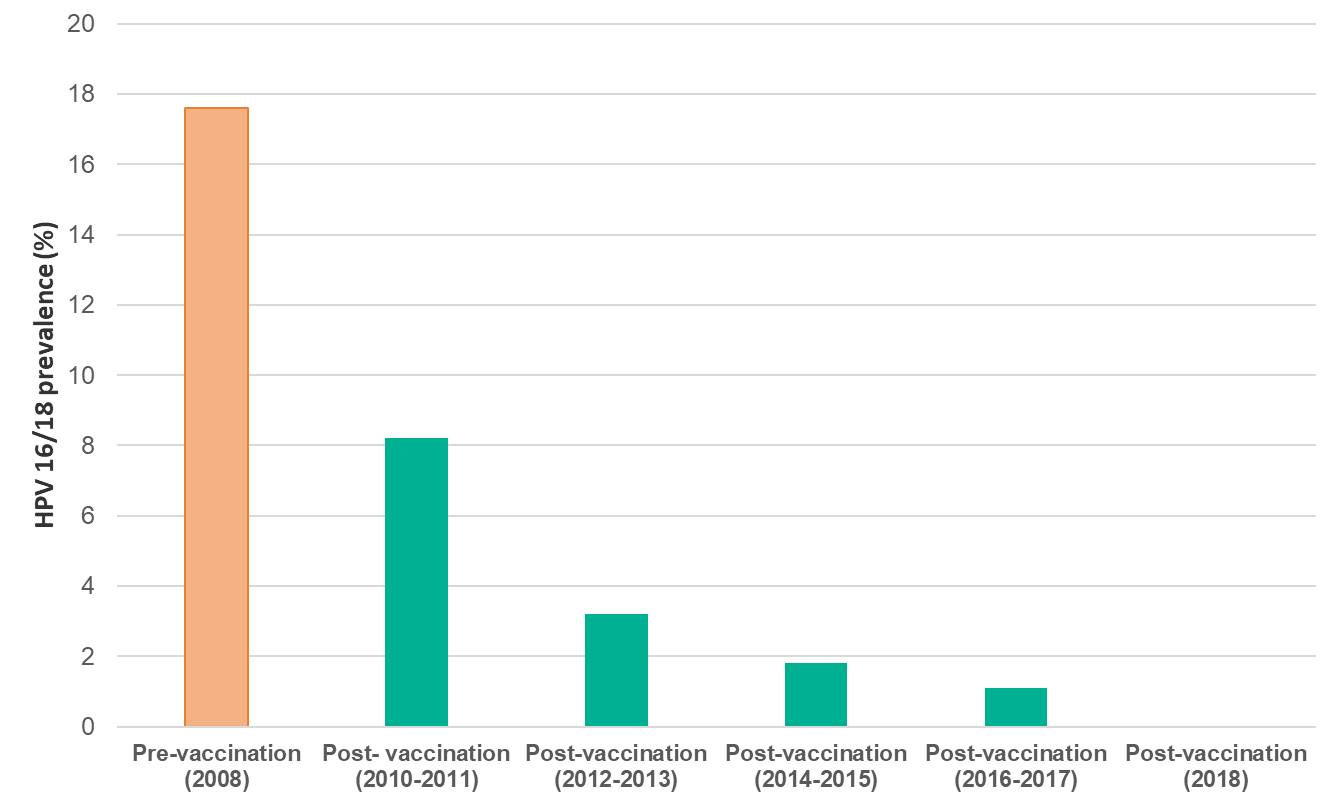 20
18
16
14
12
10
8
6
4
2
0
HPV 16/18 prevalence (%)
Pre-vaccination
(2008)
Post- vaccination
(2010-2011)
Post-vaccination
(2012-2013)
Post-vaccination
(2014-2015)
Post-vaccination
(2016-2017)
Post-vaccination
(2018)